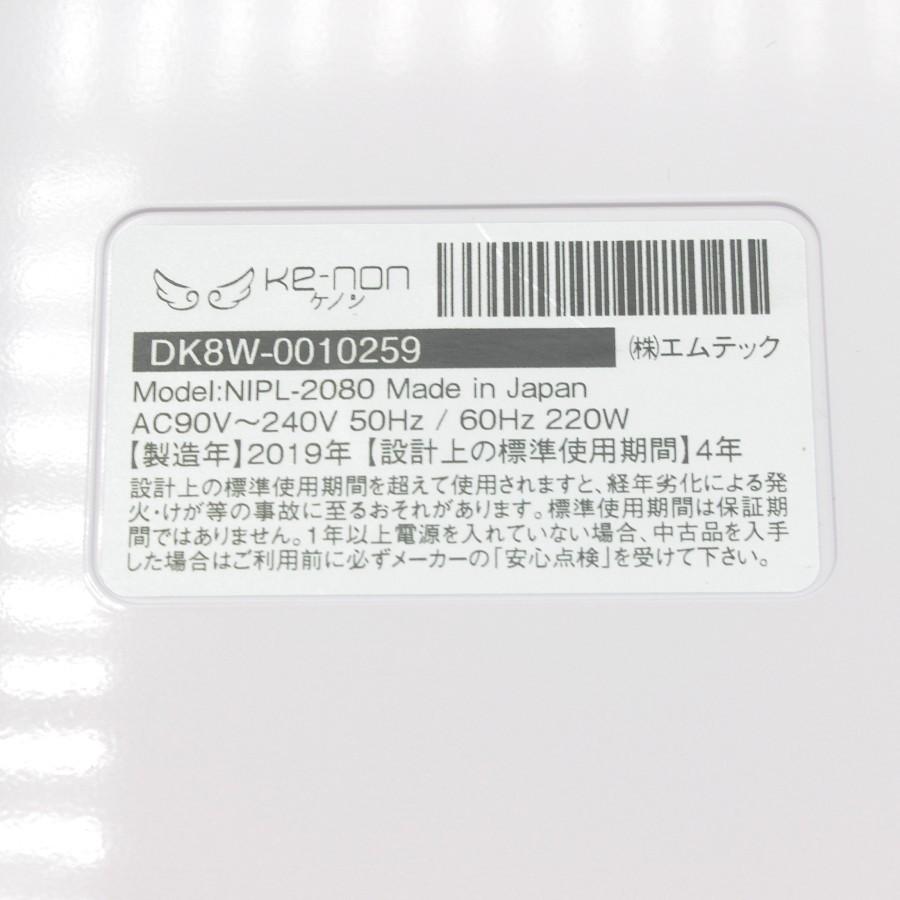 ke-non
ケノン
DK8W-0010259
㈱エムテック
Model:NIPL-2080 Made in Japan
AC90V～240V 50Hz / 60Hz 220W
【製造年】2019年【設計上の標準使用期間】4年
設計上の標準使用期間を超えて使用されますと、経年劣化による発
火・けが等の事故に至るおそれがあります。標準使用期間は保証期
間ではありません。1年以上電源を入れていない場合、中古品を入手
した場合はご利用前に必ずメーカーの「安心点検」を受けて下さい。